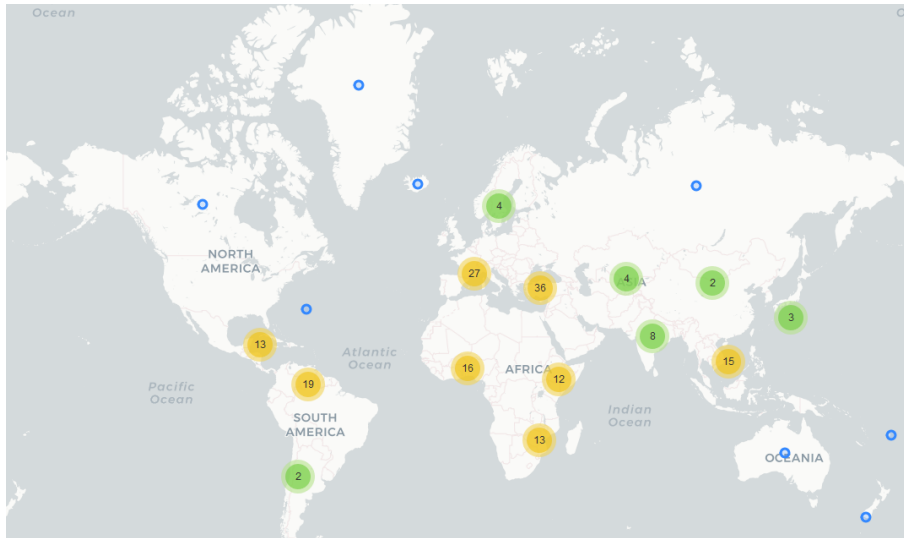 Ocean
O
4
NORTH
AMERICA
27
36
4
A IA
2
3
13
8
Atlantic
Ocean
15
16
AFRICA
12
Pacific
Ocean
19
Indian
Ocean
SOUTH
AMERICA
13
OCEANIA
2